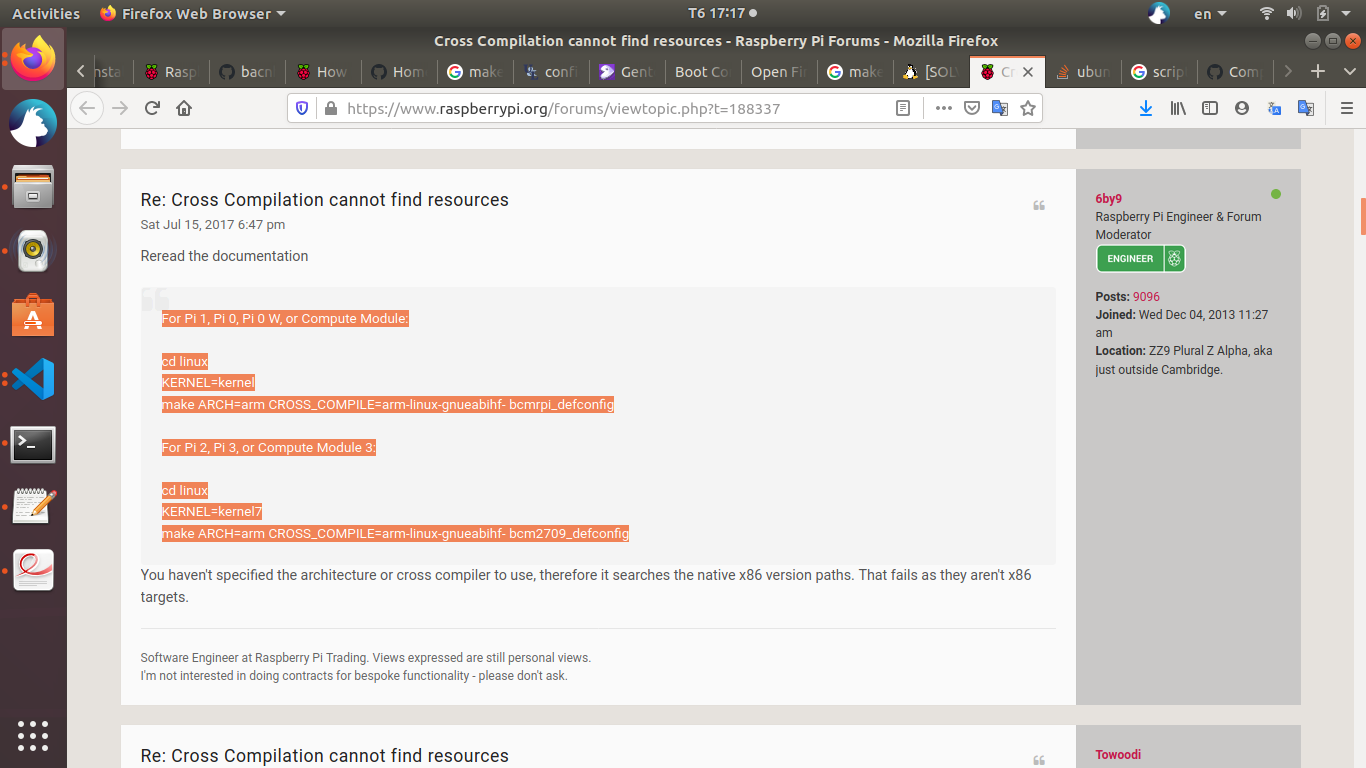 Activities
Firefox Web Browser
T6 17:17
en
Cross Compilation cannot find resources - Raspberry Pi Forums - Mozilla Firefox
nsta
Rasp
bacn
How
Hom
make
confi
Gent
Boot Co
Open Fi
make
[SOL
Cr
ubun
scrip
Comp
https://www.raspberrypi.org/forums/viewtopic.php?t=188337
Re: Cross Compilation cannot find resources
Sat Jul 15, 2017 6:47 pm
Reread the documentation
For Pi 1, Pi 0, Pi 0 W, or Compute Module:
cd linux
KERNEL=kernel
make ARCH=arm CROSS_COMPILE=arm-linux-gnueabihf- bcmrpi_defconfig
For Pi 2, Pi 3, or Compute Module 3:
cd linux
KERNEL=kernel7
make ARCH=arm CROSS_COMPILE=arm-linux-gnueabihf- bcm2709_defconfig
You haven't specified the architecture or cross compiler to use, therefore it searches the native x86 version paths. That fails as they aren't x86
targets.
Software Engineer at Raspberry Pi Trading. Views expressed are still personal views.
I'm not interested in doing contracts for bespoke functionality - please don't ask.
6by9
Raspberry Pi Engineer & Forum
Moderator
ENGINEER
Posts: 9096
Joined: Wed Dec 04, 2013 11:27
am
Location: ZZ9 Plural Z Alpha, aka
just outside Cambridge.
Re: Cross Compilation cannot find resources
Towoodi